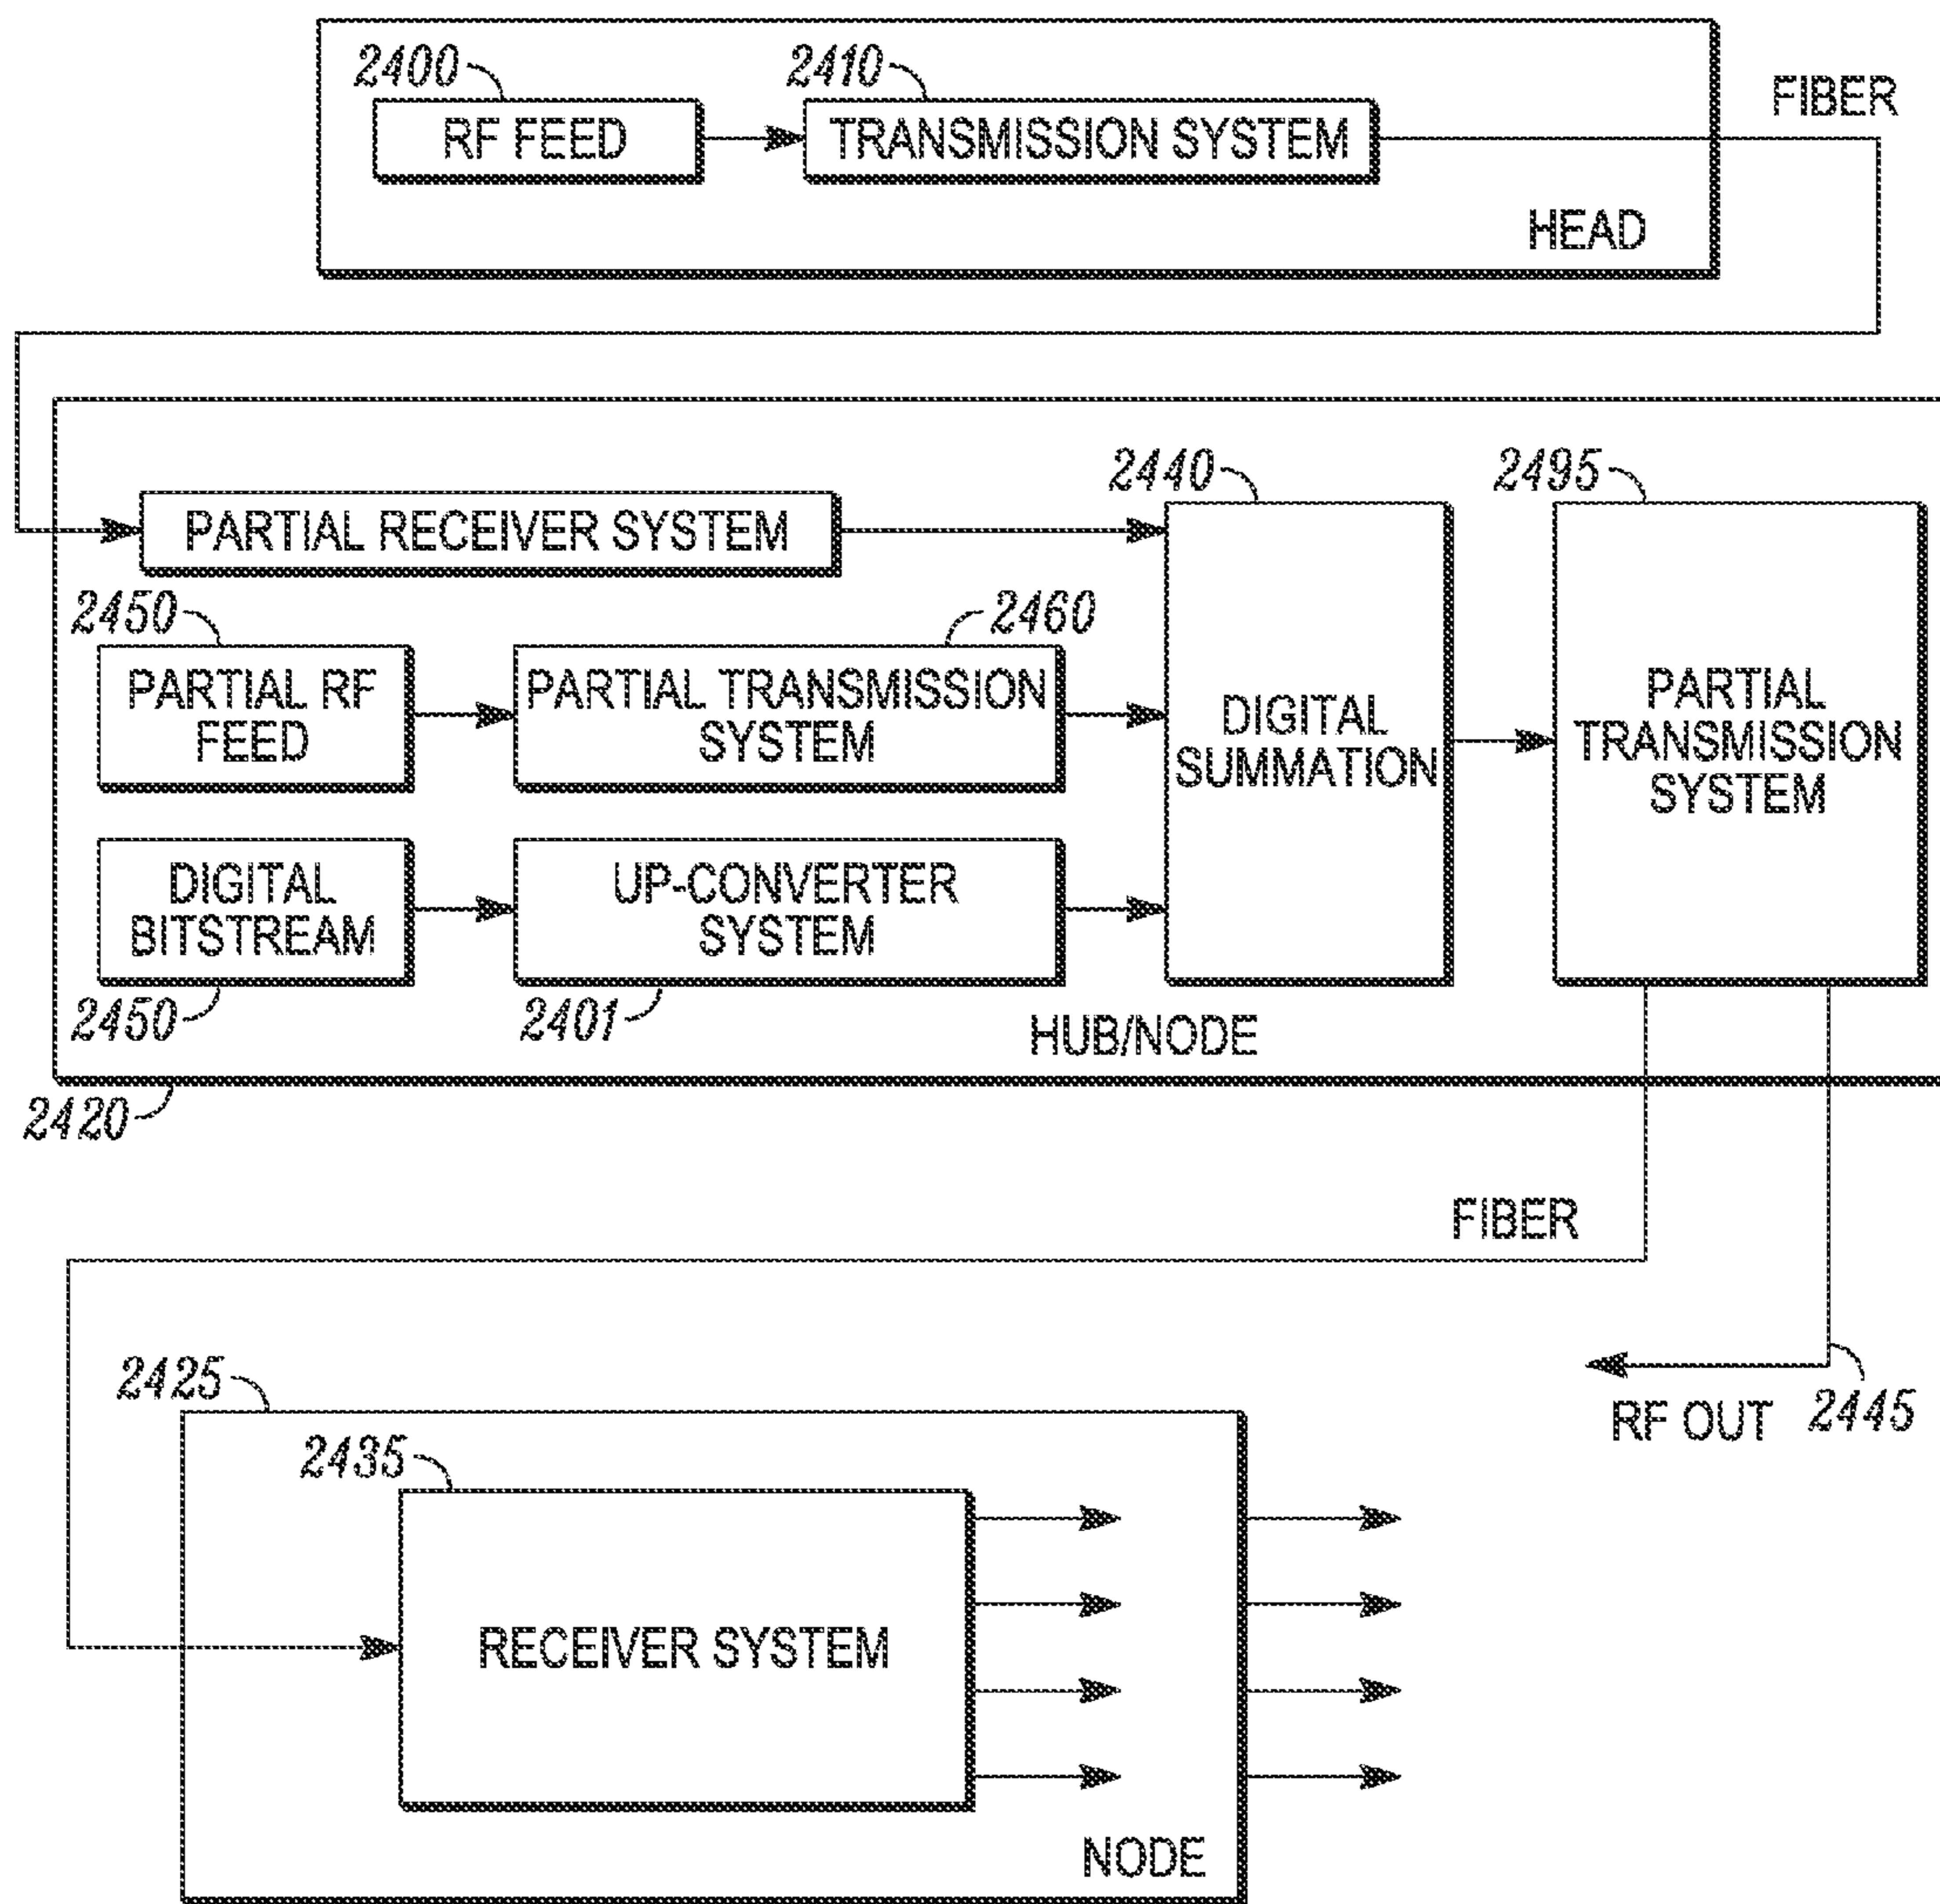 2400
2410
FIBER
RF FEED
TRANSMISSION SYSTEM
HEAD
2440
2495
PARTIAL RECEIVER SYSTEM
2450
2460
PARTIAL RF
FEED
PARTIAL TRANSMISSION
SYSTEM
DIGITAL
SUMMATION
PARTIAL
TRANSMISSION
SYSTEM
DIGITAL
BITSTREAM
UP-CONVERTER
SYSTEM
2450
2401
HUB/NODE
2420
FIBER
2425
RF OUT
2445
2435
RECEIVER SYSTEM
NODE